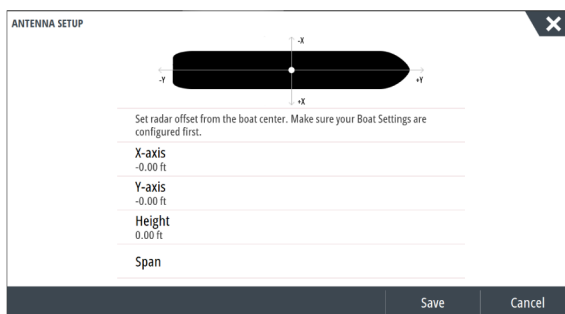 ANTENNA SETUP
-X
-Y
+Y
+X
Set radar offset from the boat center. Make sure your Boat Settings are
configured first.
X-axis
-0.00 ft
Y-axis
-0.00 ft
Height
0.00 ft
Span
Save
Cancel